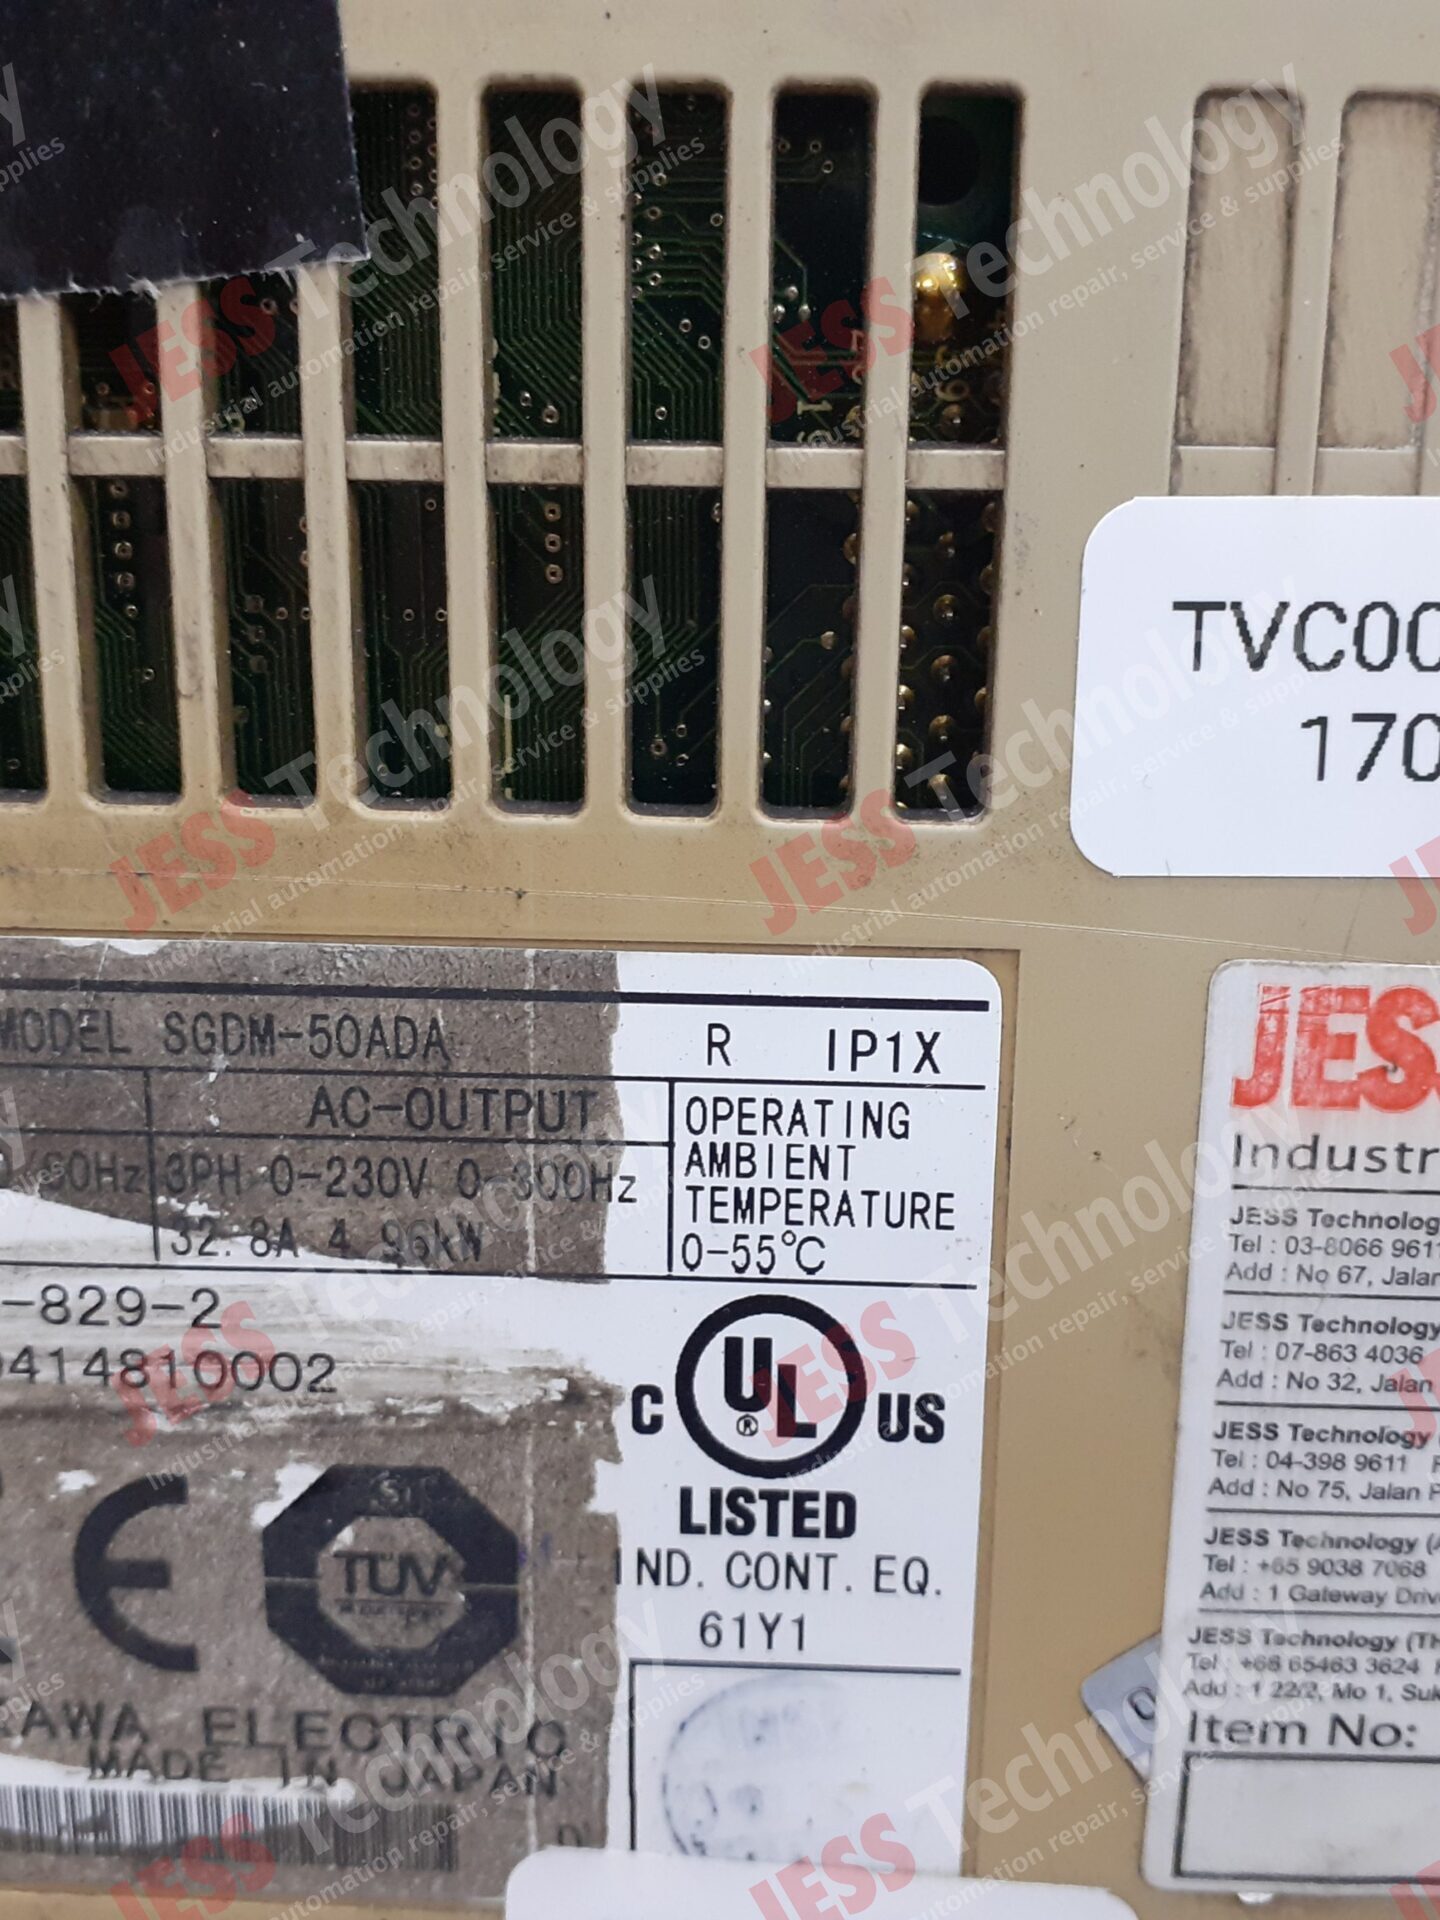 TVC00
170
MODEL SGDM-50ADA R IP1X
AC-OUTPUT
OPERATING
AMBIENT
TEMPERATURE
0-55℃
60Hz 3PH 0-230V 0-300Hz
32.8A 4.96kW
-829-2
0414810002
C UL® US
LISTED
IND. CONT. EQ.
61Y1
CE
TÜV
AWA ELECTRIC
MADE IN JAPAN
JESS
Industr
JESS Technolog
Tel : 03-8066 9611
Add : No 67, Jalan
JESS Technology
Tel : 07-863 4036
Add : No 32, Jalan
JESS Technology
Tel : 04-398 9611
Add : No 75, Jalan P
JESS Technology (
Tel : +65 9038 7068
Add : 1 Gateway Driv
JESS Technology (TH
Tel : +66 65463 3624
Add : 1 22/2, Mo 1, Suk
Item No:
JESS Technology
Industrial automation repair, service & supplies